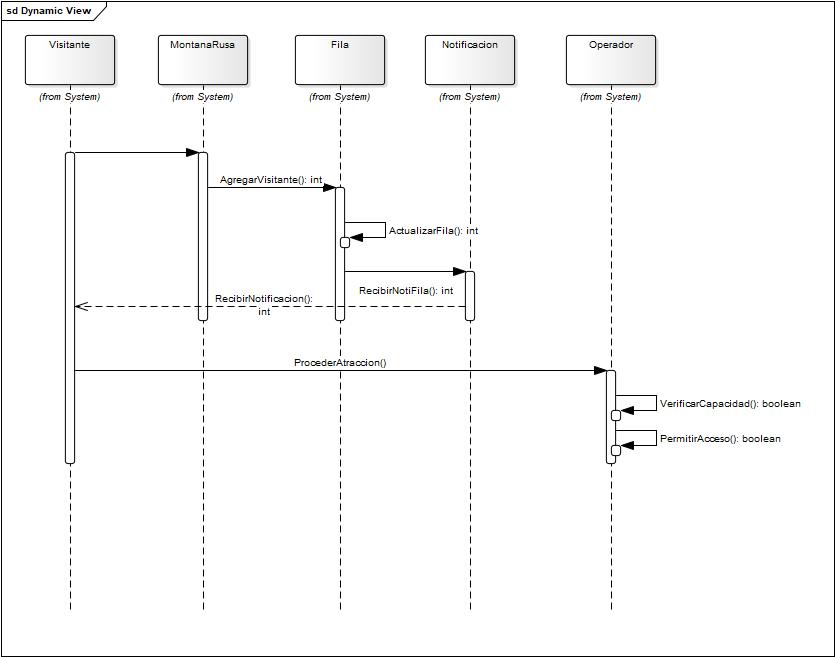 sd Dynamic View
Visitante
MontanaRusa
Fila
Notificacion
Operador
(from System)
(from System)
(from System)
(from System)
(from System)
AgregarVisitante(): int
ActualizarFila(): int
RecibirNotiFila(): int
RecibirNotificacion():
int
ProcederAtraccion()
VerificarCapacidad(): boolean
PermitirAcceso(): boolean